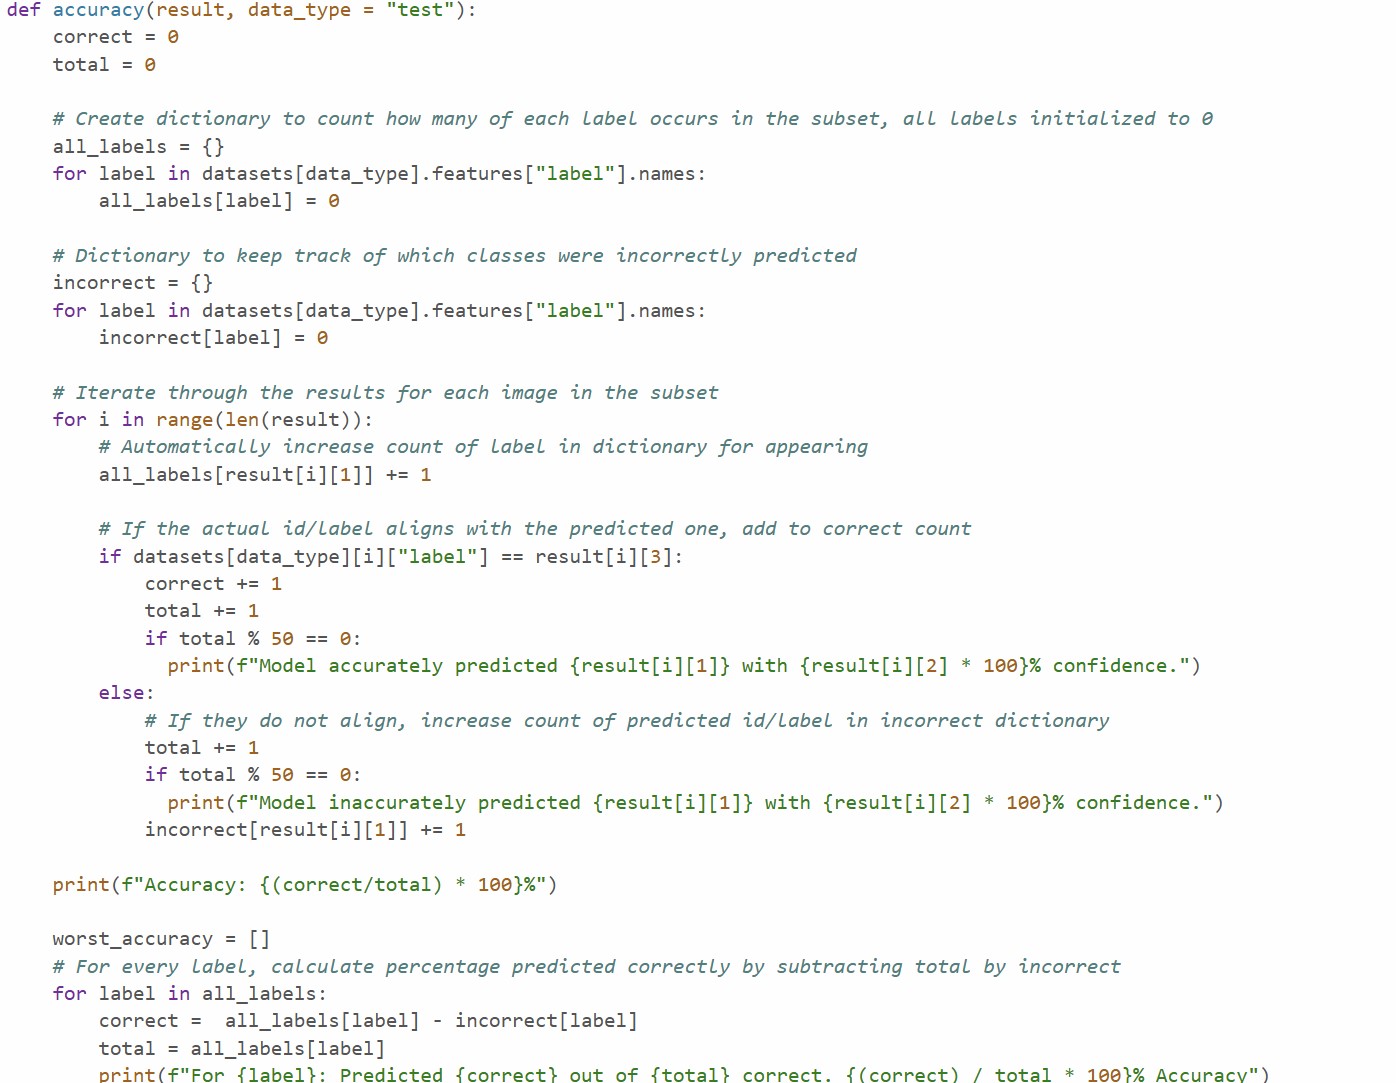 def accuracy(result, data_type = "test"):
    correct = 0
    total = 0

    # Create dictionary to count how many of each label occurs in the subset, all labels initialized to 0
    all_labels = {}
    for label in datasets[data_type].features["label"].names:
        all_labels[label] = 0

    # Dictionary to keep track of which classes were incorrectly predicted
    incorrect = {}
    for label in datasets[data_type].features["label"].names:
        incorrect[label] = 0

    # Iterate through the results for each image in the subset
    for i in range(len(result)):
        # Automatically increase count of label in dictionary for appearing
        all_labels[result[i][1]] += 1

        # If the actual id/label aligns with the predicted one, add to correct count
        if datasets[data_type][i]["label"] == result[i][3]:
            correct += 1
            total += 1
            if total % 50 == 0:
              print(f"Model accurately predicted {result[i][1]} with {result[i][2] * 100}% confidence.")
        else:
            # If they do not align, increase count of predicted id/label in incorrect dictionary
            total += 1
            if total % 50 == 0:
              print(f"Model inaccurately predicted {result[i][1]} with {result[i][2] * 100}% confidence.")
            incorrect[result[i][1]] += 1

    print(f"Accuracy: {(correct/total) * 100}%")

    worst_accuracy = []
    # For every label, calculate percentage predicted correctly by subtracting total by incorrect
    for label in all_labels:
        correct =  all_labels[label] - incorrect[label]
        total = all_labels[label]
        print(f"For {label}: Predicted {correct} out of {total} correct. {(correct) / total * 100}% Accuracy")